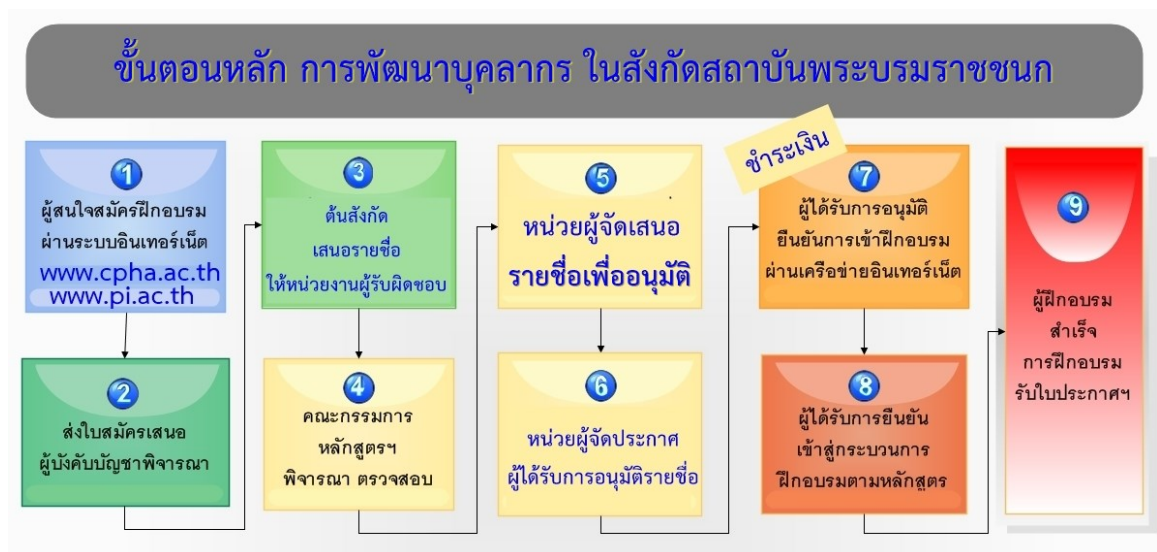 ขั้นตอนหลัก การพัฒนาบุคลากร ในสังกัดสถาบันพระบรมราชชนก
1
ผู้สนใจสมัครฝึกอบรม
ผ่านระบบอินเทอร์เน็ต
www.cpha.ac.th
www.pi.ac.th
2
ส่งใบสมัครเสนอ
ผู้บังคับบัญชาพิจารณา
3
ต้นสังกัด
เสนอรายชื่อ
ให้หน่วยงานผู้รับผิดชอบ
4
คณะกรรมการ
หลักสูตรฯ
พิจารณา ตรวจสอบ
5
หน่วยผู้จัดเสนอ
รายชื่อเพื่ออนุมัติ
6
หน่วยผู้จัดประกาศ
ผู้ได้รับการอนุมัติรายชื่อ
ชำระเงิน
7
ผู้ได้รับการอนุมัติ
ยืนยันการเข้าฝึกอบรม
ผ่านเครือข่ายอินเทอร์เน็ต
8
ผู้ได้รับการยืนยัน
เข้าสู่กระบวนการ
ฝึกอบรมตามหลักสูตร
9
ผู้ฝึกอบรม
สำเร็จ
การฝึกอบรม
รับใบประกาศฯ